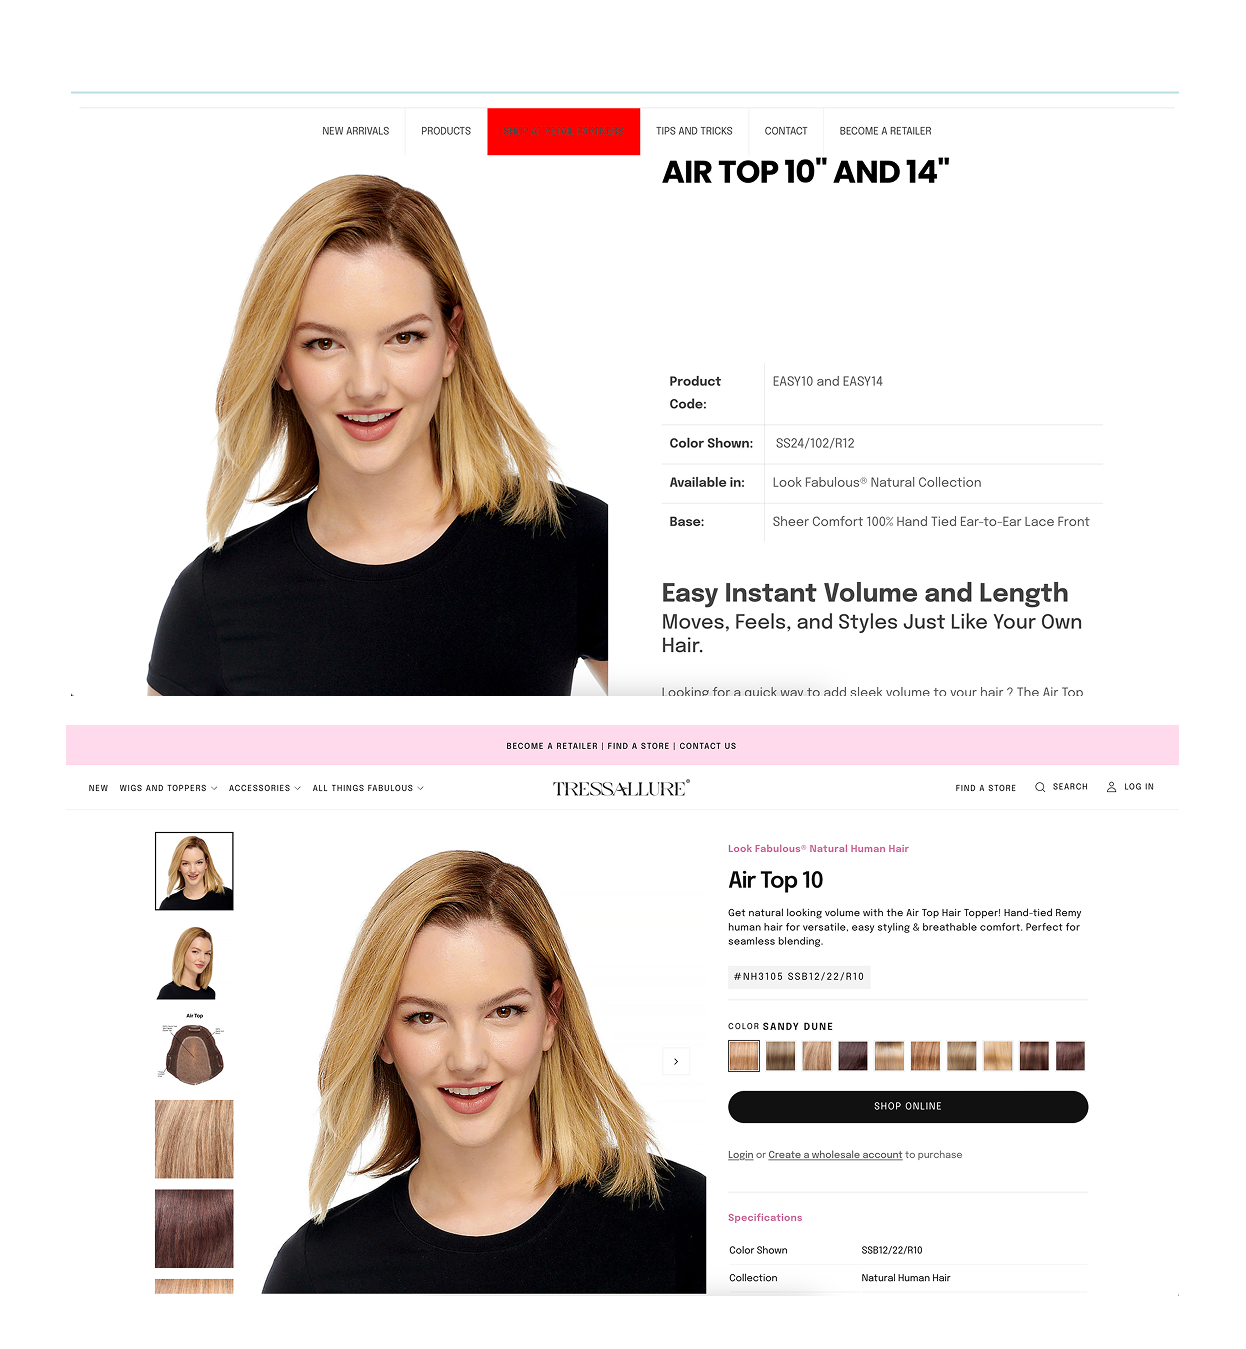 NEW ARRIVALS
PRODUCTS
SHOP AT RETAIL PARTNERS
TIPS AND TRICKS
CONTACT
BECOME A RETAILER
AIR TOP 10" AND 14"
Product Code: EASY10 and EASY14
Color Shown: SS24/102/R12
Available in: Look Fabulous® Natural Collection
Base: Sheer Comfort 100% Hand Tied Ear-to-Ear Lace Front
Easy Instant Volume and Length
Moves, Feels, and Styles Just Like Your Own
Hair.
Looking for a quick way to add sleek volume to your hair ? The Air Top
BECOME A RETAILER | FIND A STORE | CONTACT US
NEW
WIGS AND TOPPERS
ACCESSORIES
ALL THINGS FABULOUS
TRESSALLURE®
FIND A STORE
SEARCH
LOG IN
Air Top
Look Fabulous® Natural Human Hair
Air Top 10
Get natural looking volume with the Air Top Hair Topper! Hand-tied Remy
human hair for versatile, easy styling & breathable comfort. Perfect for
seamless blending.
#NH3105 SSB12/22/R10
COLOR SANDY DUNE
SHOP ONLINE
Login or Create a wholesale account to purchase
Specifications
Color Shown SSB12/22/R10
Collection Natural Human Hair